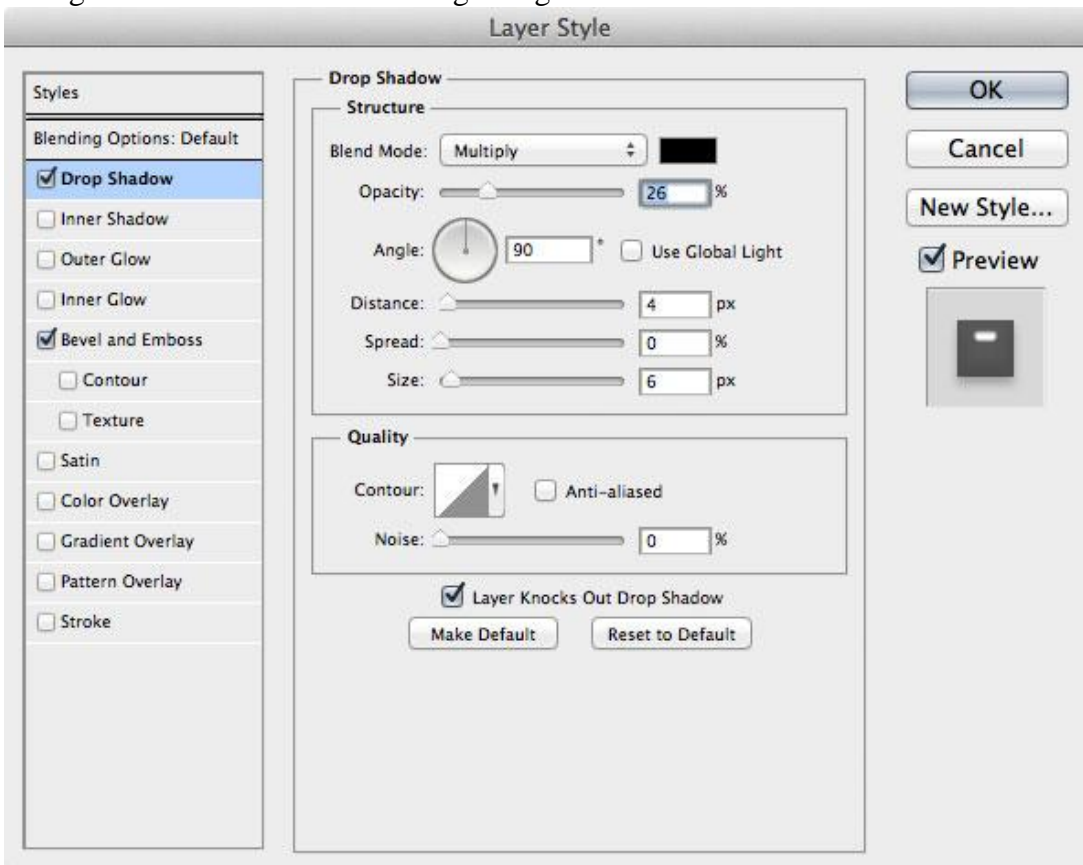 Layer Style
Styles
Blending Options: Default
Drop Shadow
Inner Shadow
Outer Glow
Inner Glow
Bevel and Emboss
Contour
Texture
Satin
Color Overlay
Gradient Overlay
Pattern Overlay
Stroke
Drop Shadow
Structure
Blend Mode: Multiply
Opacity: 26 %
Angle: 90 ° Use Global Light
Distance: 4 px
Spread: 0 %
Size: 6 px
Quality
Contour: Anti-aliased
Noise: 0 %
Layer Knocks Out Drop Shadow
Make Default Reset to Default
OK
Cancel
New Style...
Preview